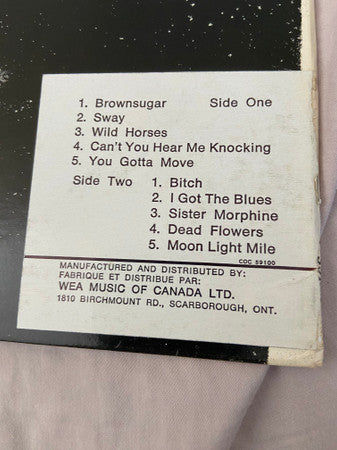 1. Brownsugar Side One
2. Sway
3. Wild Horses
4. Can't You Hear Me Knocking
5. You Gotta Move
Side Two 1. Bitch
2. I Got The Blues
3. Sister Morphine
4. Dead Flowers
5. Moon Light Mile
COC 59100
MANUFACTURED AND DISTRIBUTED BY:
FABRIQUE ET DISTRIBUE PAR:
WEA MUSIC OF CANADA LTD.
1810 BIRCHMOUNT RD., SCARBOROUGH, ONT.